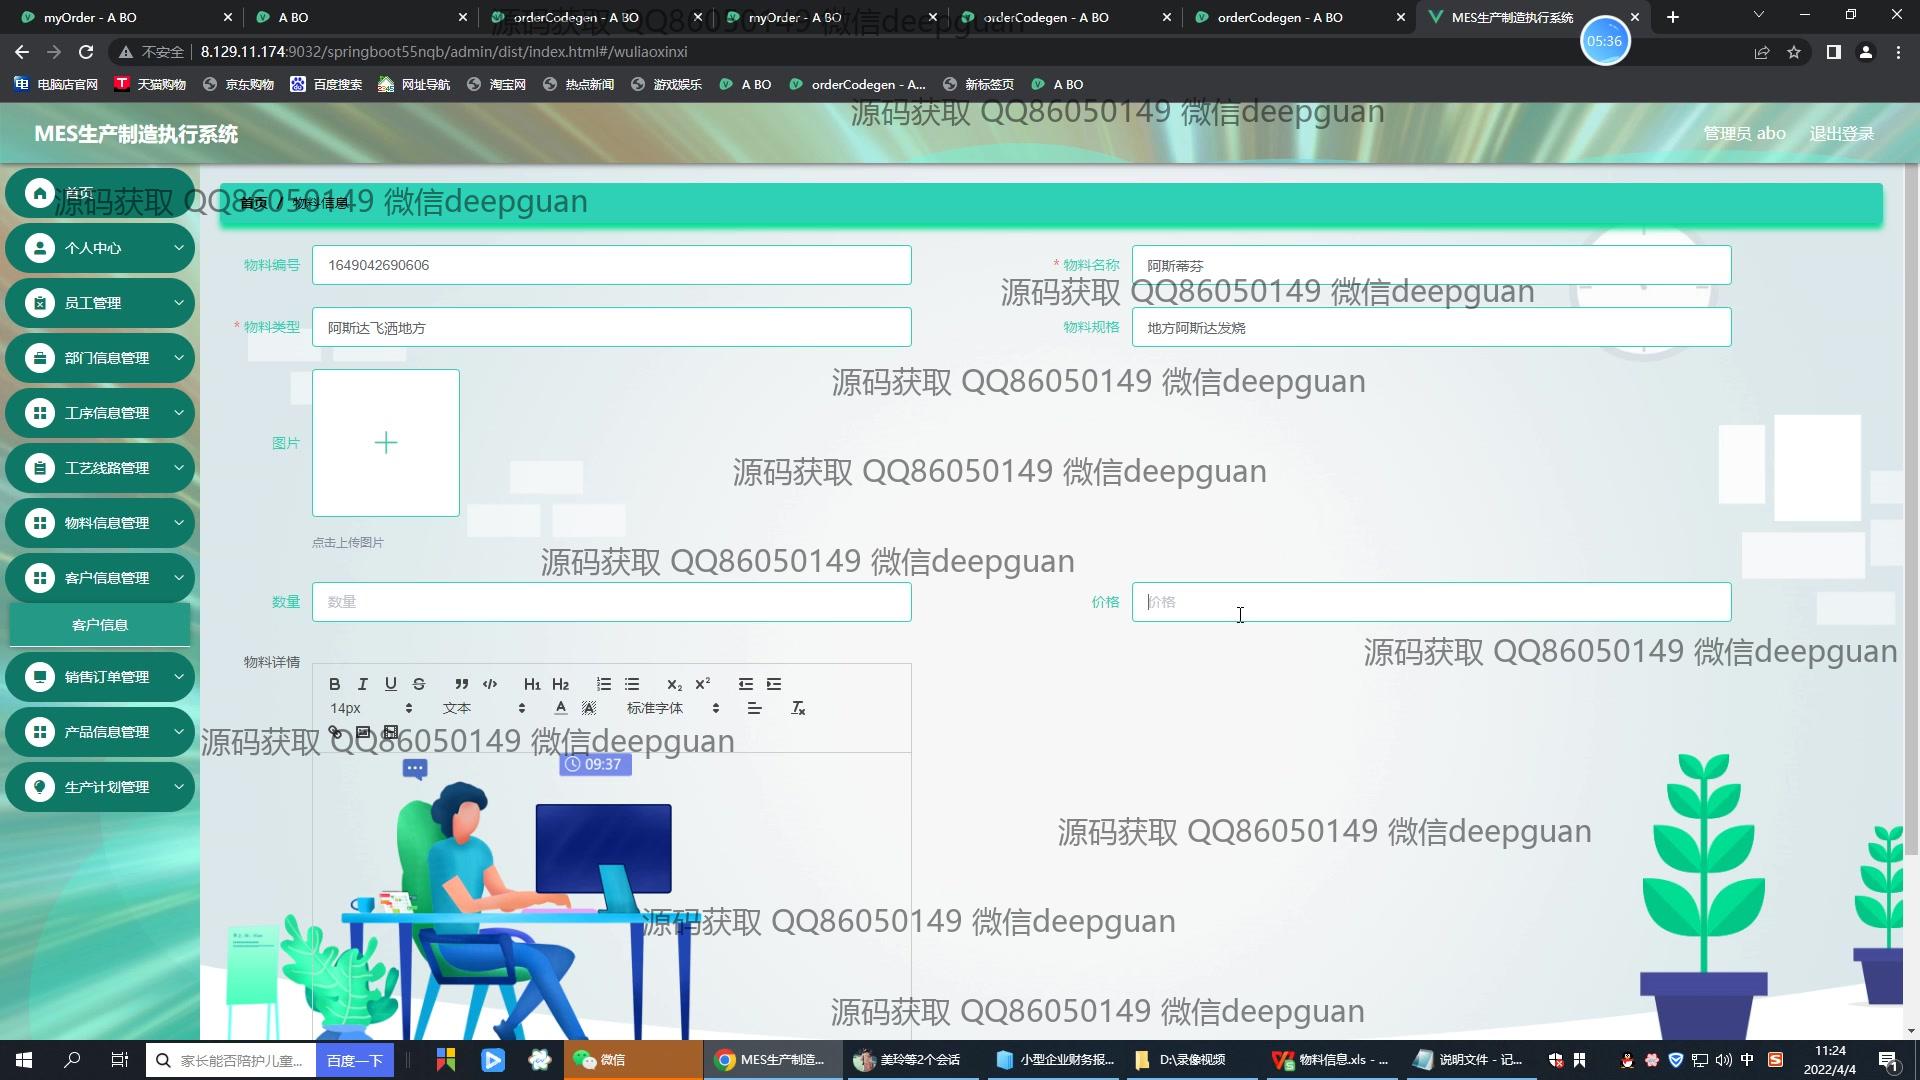 myOrder - A BO
A BO
orderCodegen - A BO
myOrder - A BO
orderCodegen - A BO
orderCodegen - A BO
MES生产制造执行系统
源码获取 QQ86050149 微信deepguan
05:36
不安全
8.129.11.174:9032/springboot55nqb/admin/dist/index.html#/wuliaoxinxi
电脑店官网
天猫购物
京东购物
百度搜索
网址导航
淘宝网
热点新闻
游戏娱乐
A BO
orderCodegen - A...
新标签页
A BO
源码获取 QQ86050149 微信deepguan
MES生产制造执行系统
管理员 abo
退出登录
首页
个人中心
员工管理
部门信息管理
工序信息管理
工艺线路管理
物料信息管理
客户信息管理
客户信息
销售订单管理
产品信息管理
生产计划管理
源码获取 QQ86050149 微信deepguan
首页 / 物料信息
物料编号
1649042690606
* 物料名称
阿斯蒂芬
源码获取 QQ86050149 微信deepguan
* 物料类型
阿斯达飞洒地方
物料规格
地方阿斯达发烧
源码获取 QQ86050149 微信deepguan
图片
源码获取 QQ86050149 微信deepguan
点击上传图片
源码获取 QQ86050149 微信deepguan
数量
数量
价格
价格
源码获取 QQ86050149 微信deepguan
物料详情
B I U S H1 H2 X2 X2
14px
文本
A A
标准字体
Tx
源码获取 QQ86050149 微信deepguan
09:37
源码获取 QQ86050149 微信deepguan
源码获取 QQ86050149 微信deepguan
源码获取 QQ86050149 微信deepguan
家长能否陪护儿童...
百度一下
微信
MES生产制造...
美玲等2个会话
小型企业财务报...
D:\录像视频
物料信息.xls - ...
说明文件 - 记...
中
11:24
2022/4/4
1